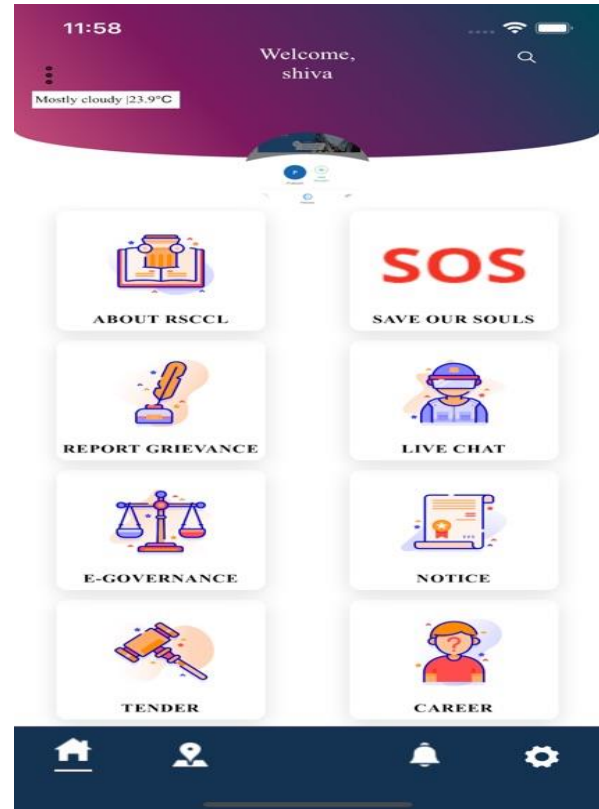 11:58
Welcome,
shiva
Mostly cloudy |23.9°C
ABOUT RSCCL
SOS
SAVE OUR SOULS
REPORT GRIEVANCE
LIVE CHAT
E-GOVERNANCE
NOTICE
?
TENDER
CAREER